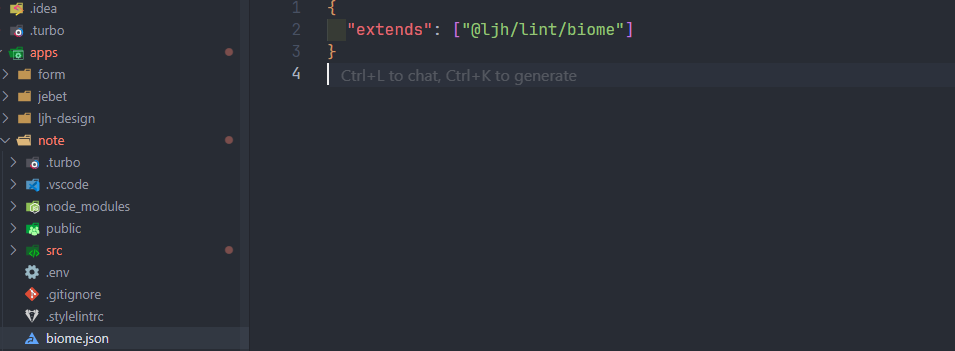 .idea
.turbo
apps
form
jebet
ljh-design
note
.turbo
.vscode
node_modules
public
src
.env
.gitignore
.stylelintrc
biome.json
1 {
2 "extends": ["@ljh/lint/biome"]
3 }
4 Ctrl+L to chat, Ctrl+K to generate